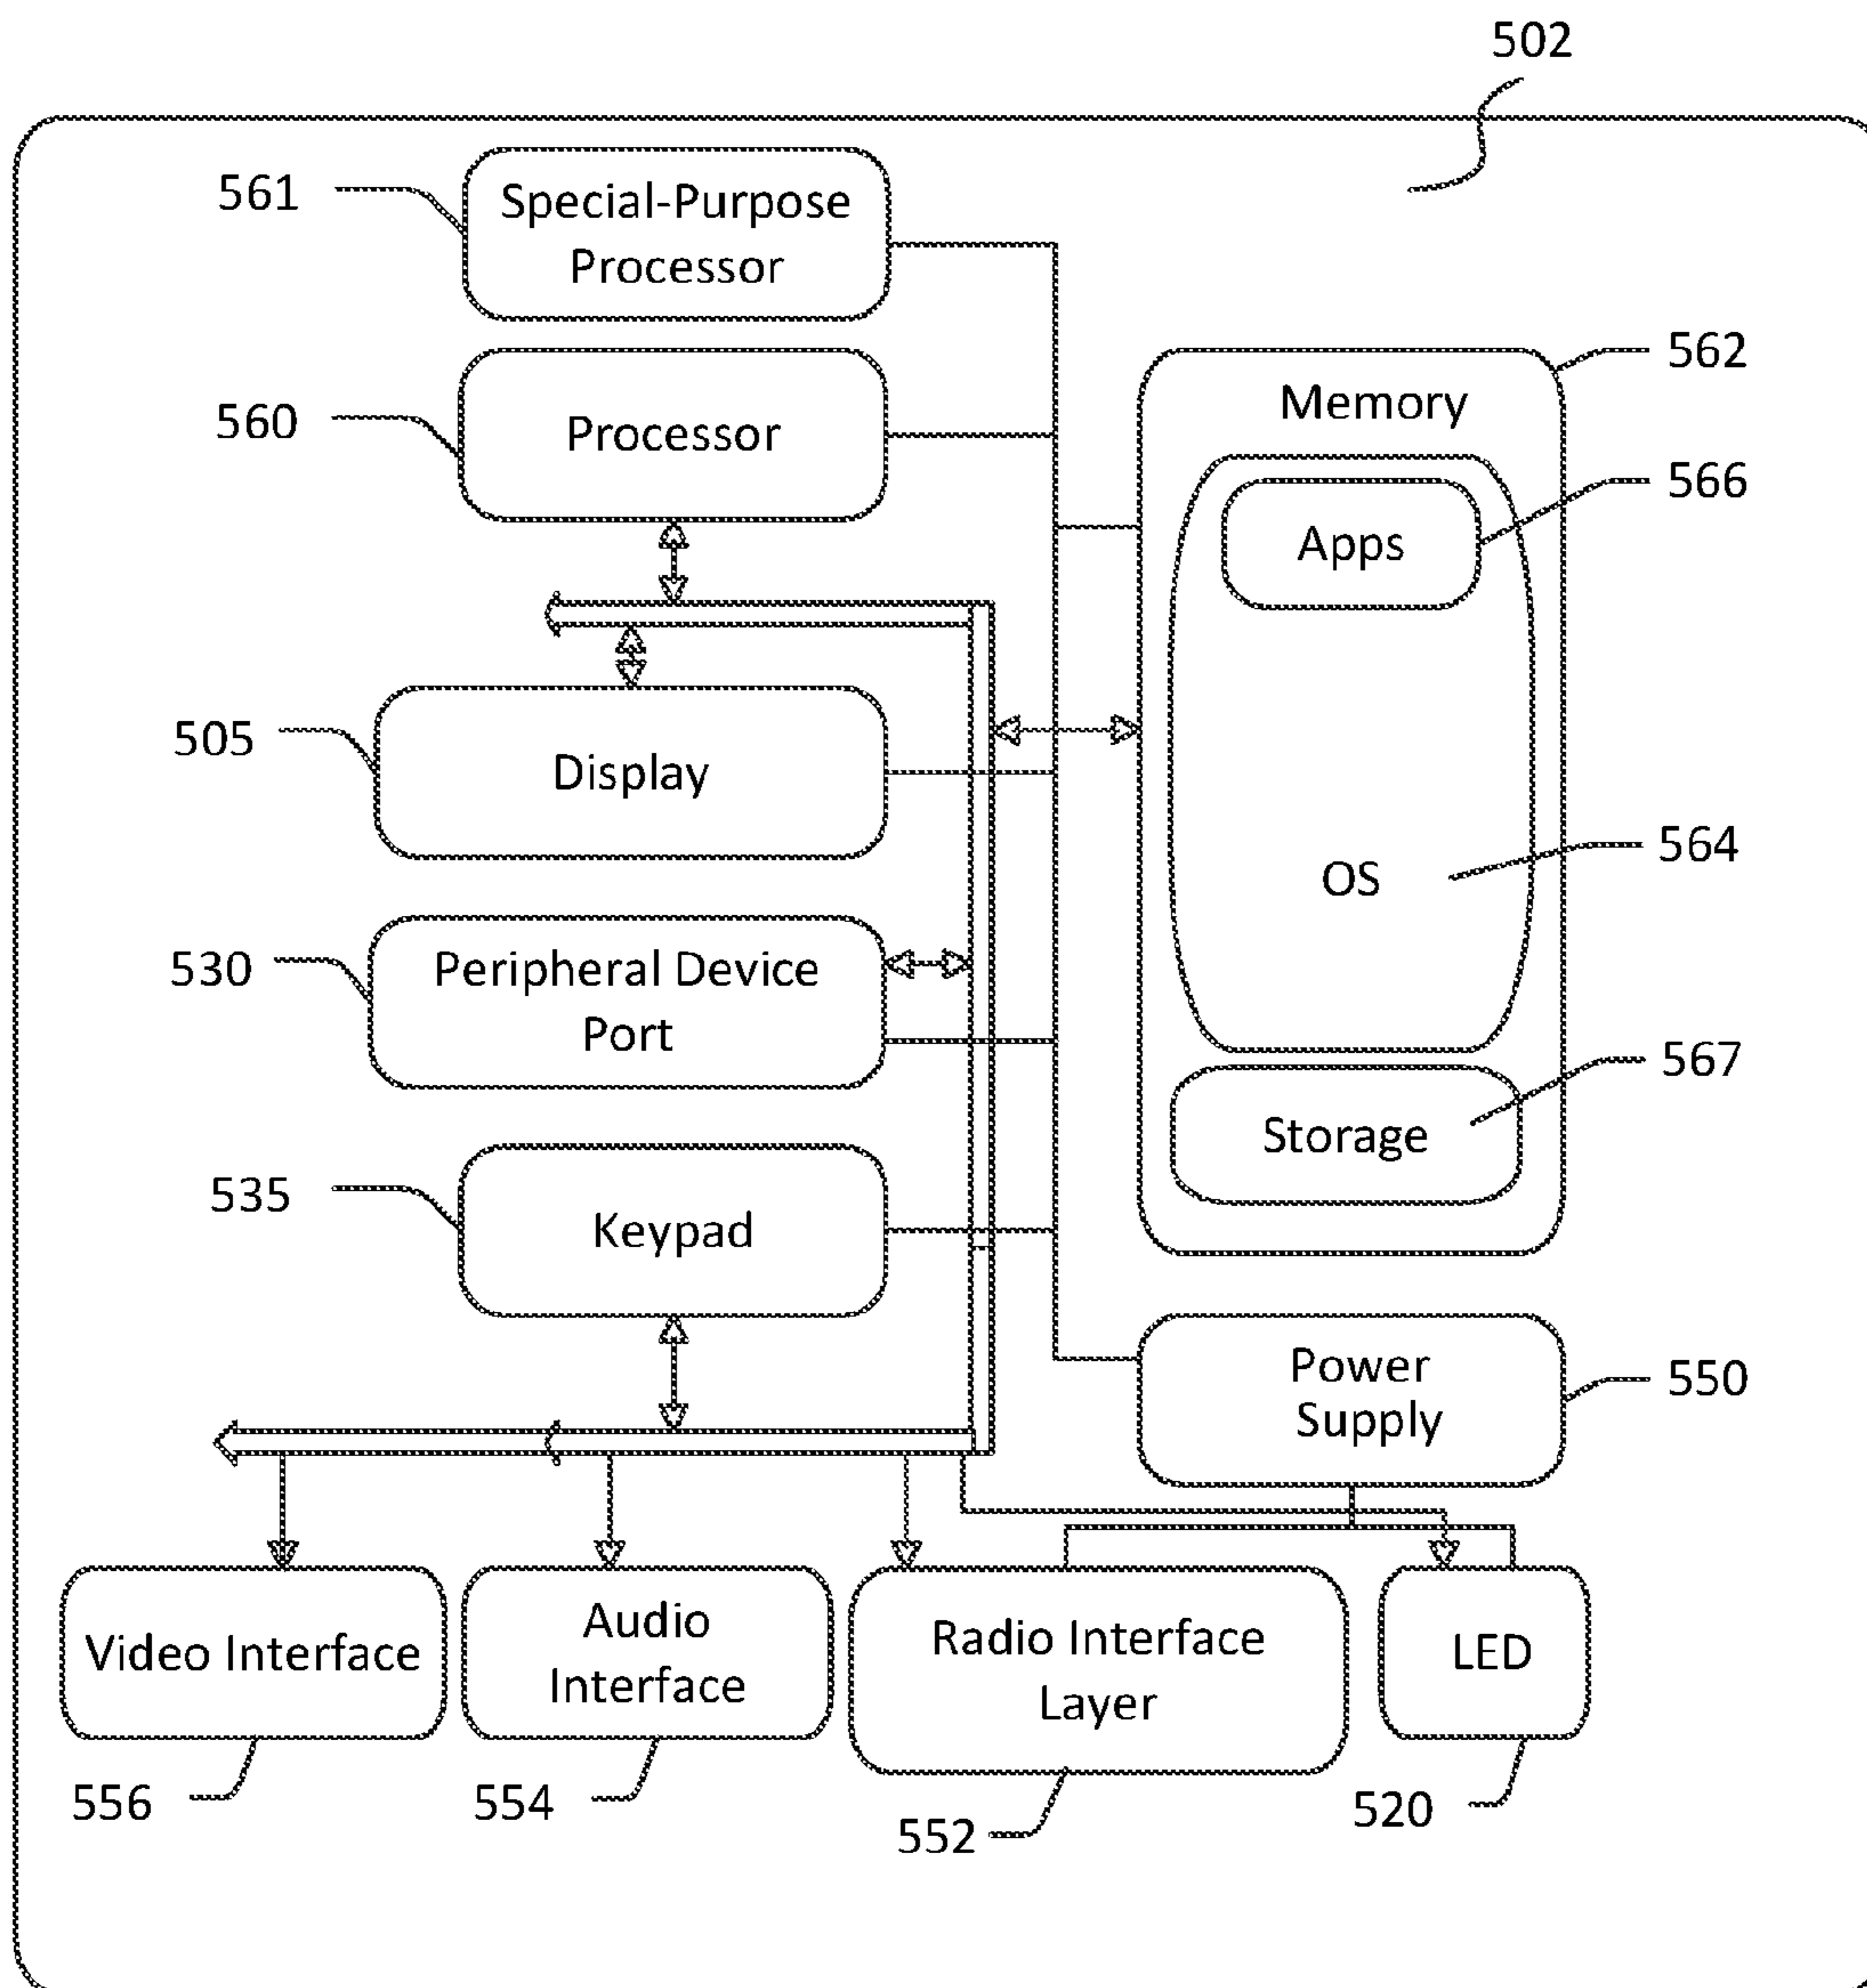 502
561
Special-Purpose
Processor
562
Memory
560
Processor
566
Apps
505
Display
564
OS
530
Peripheral Device
Port
567
Storage
535
Keypad
550
Power
Supply
Video Interface
Audio
Interface
Radio Interface
Layer
LED
556
554
552
520